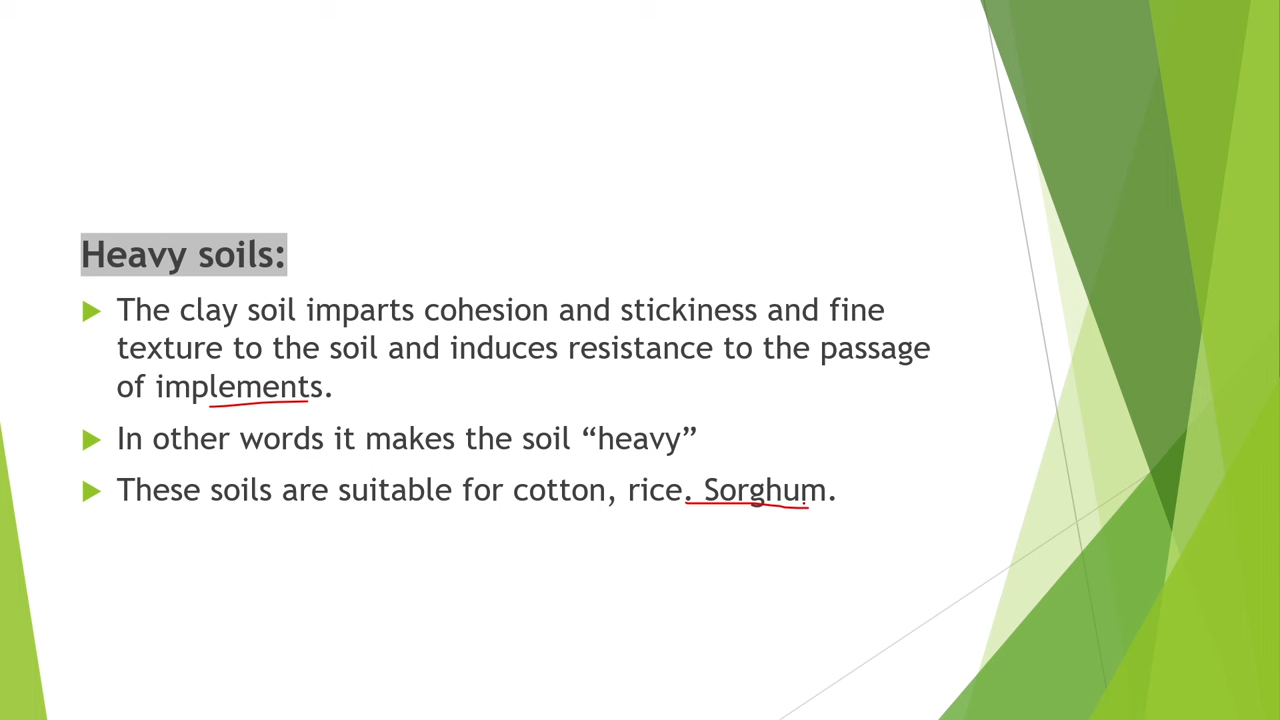 Heavy soils:
The clay soil imparts cohesion and stickiness and fine
texture to the soil and induces resistance to the passage
of implements.
In other words it makes the soil “heavy”
These soils are suitable for cotton, rice. Sorghum.